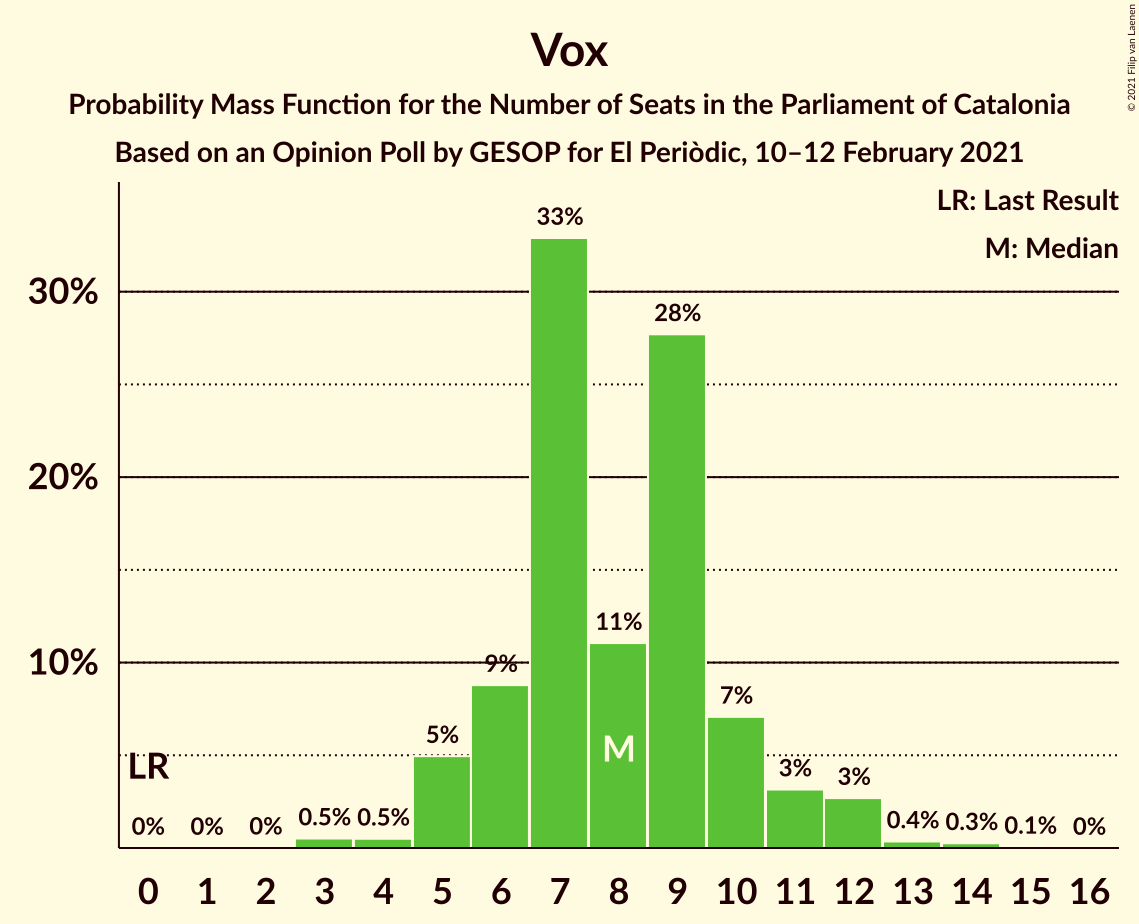 Vox
Probability Mass Function for the Number of Seats in the Parliament of Catalonia
Based on an Opinion Poll by GESOP for El Periòdic, 10–12 February 2021
© 2021 Filip van Laenen
LR: Last Result
M: Median
33%
30%
28%
20%
11%
10%
9%
7%
5%
M
LR
3%
3%
0%
0%
0%
0.5%
0.5%
0.4%
0.3%
0.1%
0%
0 1 2 3 4 5 6 7 8 9 10 11 12 13 14 15 16